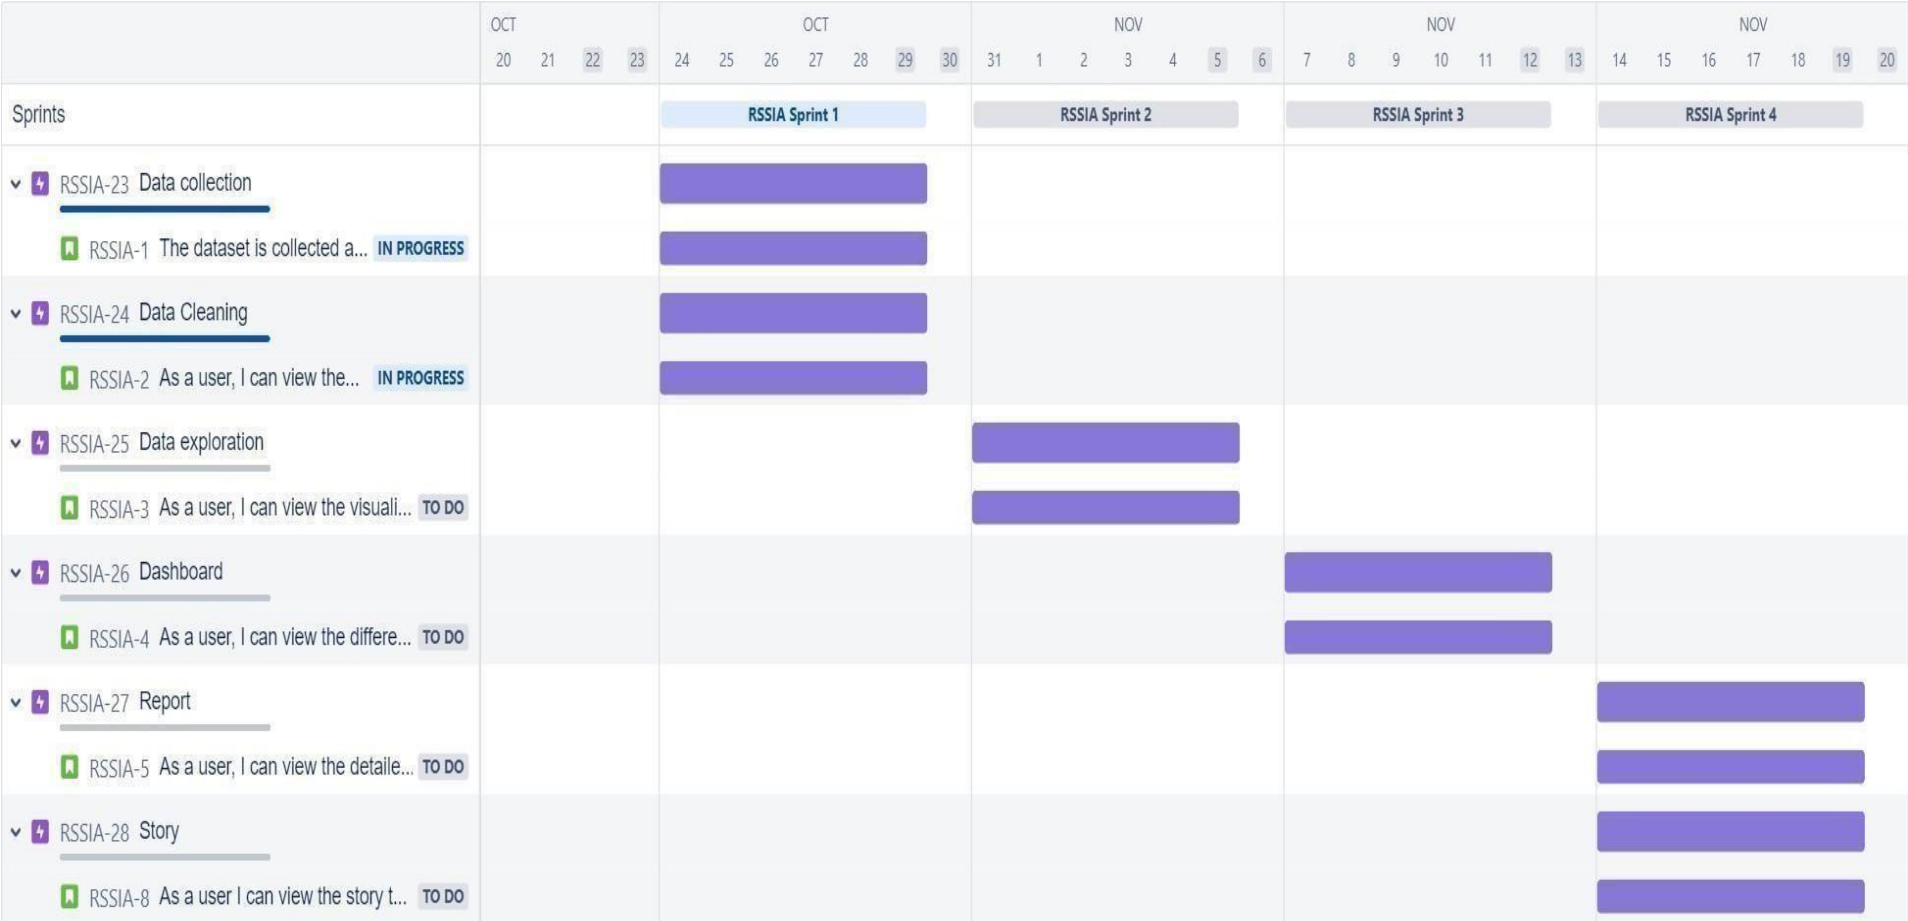 OCT OCT NOV NOV NOV
20 21 22 23 24 25 26 27 28 29 30 31 1 2 3 4 5 6 7 8 9 10 11 12 13 14 15 16 17 18 19 20
Sprints RSSIA Sprint 1 RSSIA Sprint 2 RSSIA Sprint 3 RSSIA Sprint 4
RSSIA-23 Data collection
RSSIA-1 The dataset is collected a... IN PROGRESS
RSSIA-24 Data Cleaning
RSSIA-2 As a user, I can view the... IN PROGRESS
RSSIA-25 Data exploration
RSSIA-3 As a user, I can view the visuali... TO DO
RSSIA-26 Dashboard
RSSIA-4 As a user, I can view the differe... TO DO
RSSIA-27 Report
RSSIA-5 As a user, I can view the detaile... TO DO
RSSIA-28 Story
RSSIA-8 As a user I can view the story t... TO DO